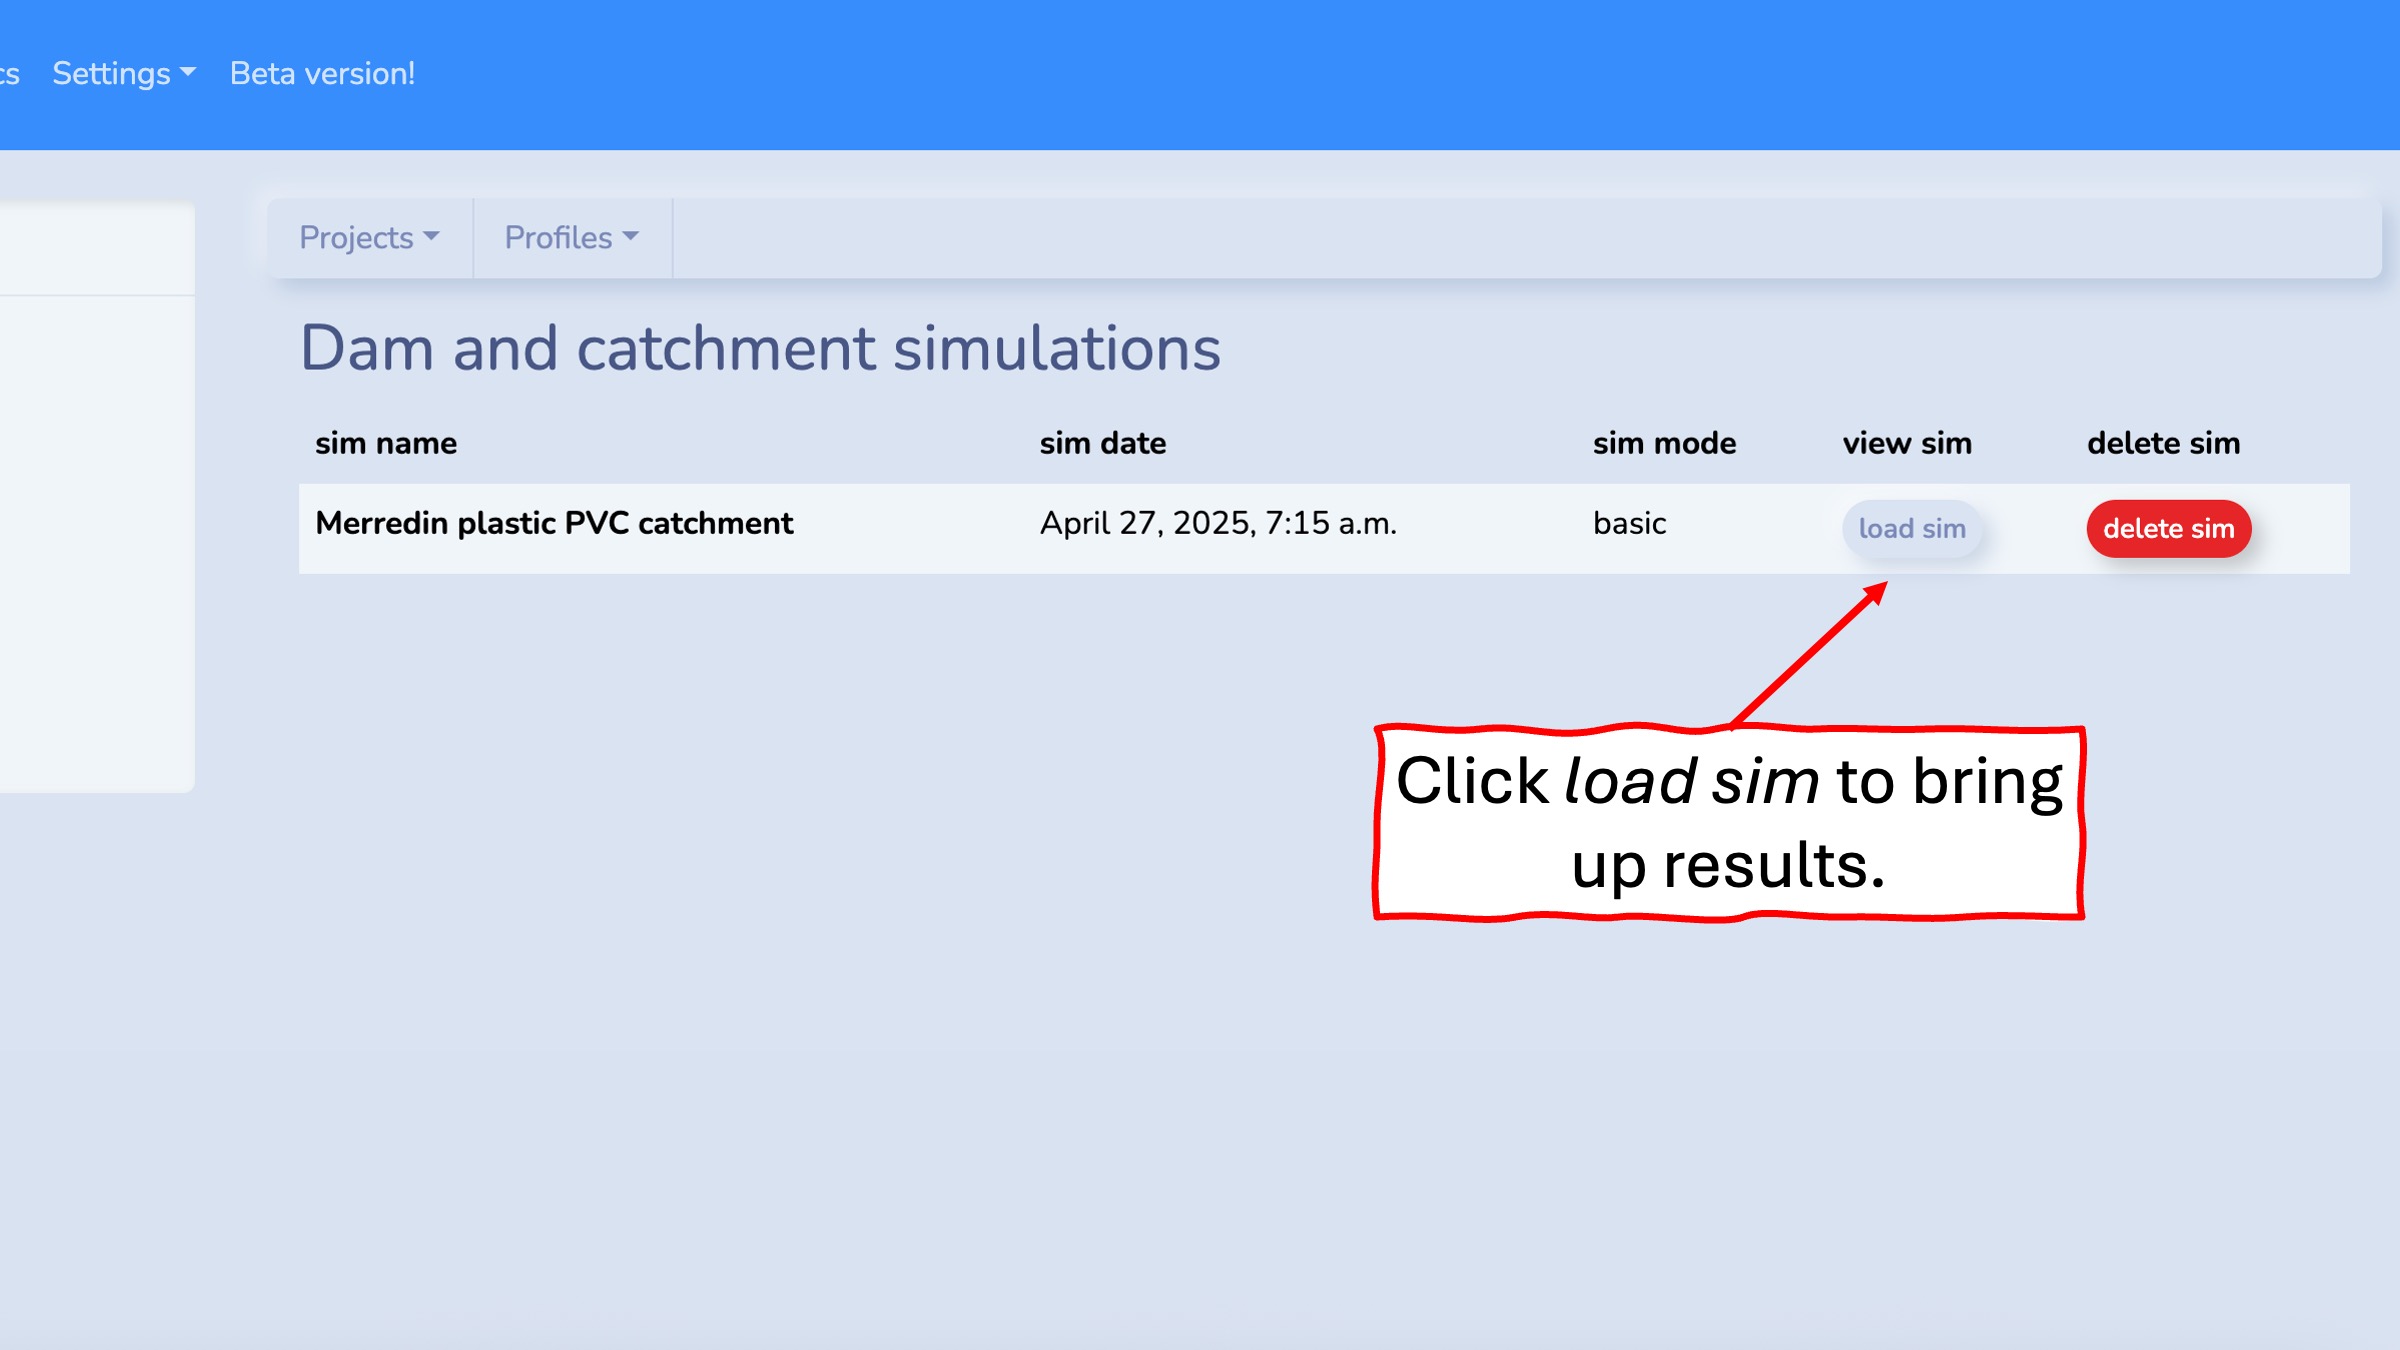 Settings Beta version!
Projects Profiles
Dam and catchment simulations
sim name sim date sim mode view sim delete sim
Merredin plastic PVC catchment April 27, 2025, 7:15 a.m. basic load sim delete sim
Click load sim to bring
up results.